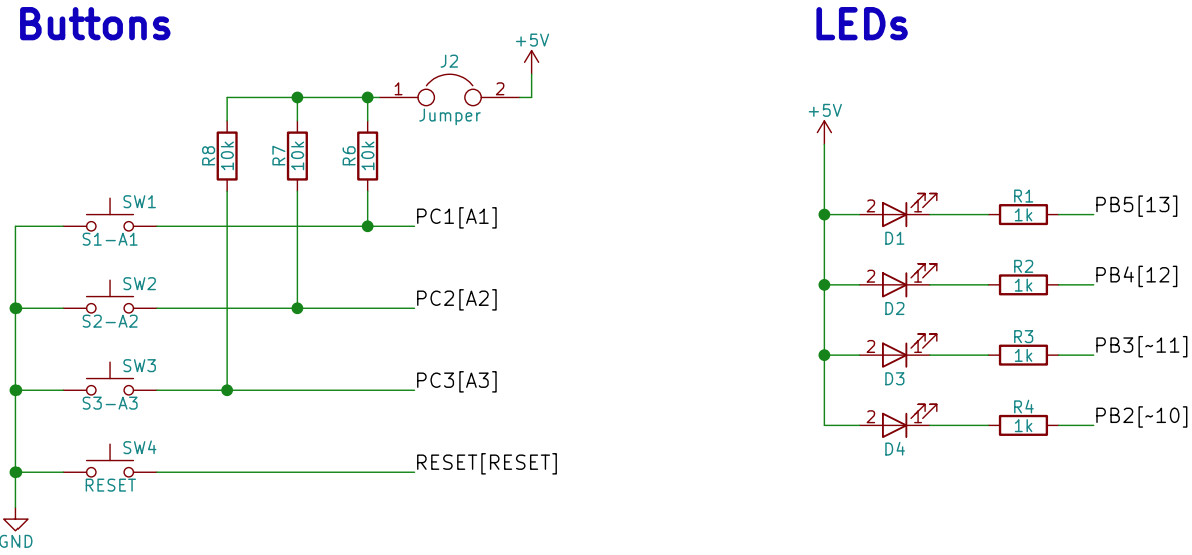 Buttons
+5V
J2
1 2
Jumper
R8 10k R7 10k R6 10k
SW1
PC1[A1]
S1-A1
SW2
PC2[A2]
S2-A2
SW3
PC3[A3]
S3-A3
SW4
RESET[RESET]
RESET
GND
LEDs
+5V
R1
2 1 1k PB5[13]
D1
R2
2 1 1k PB4[12]
D2
R3
2 1 1k PB3[~11]
D3
R4
2 1 1k PB2[~10]
D4